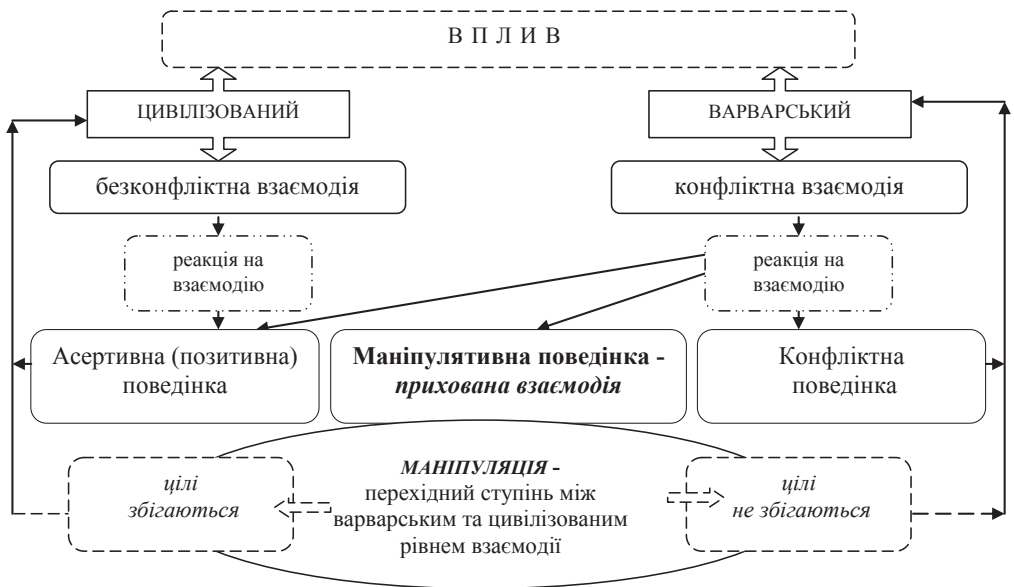 В П Л И В
ЦИВІЛІЗОВАНИЙ
ВАРВАРСЬКИЙ
безконфліктна взаємодія
конфліктна взаємодія
реакція на
взаємодію
реакція на
взаємодію
Асертивна (позитивна)
поведінка
Маніпулятивна поведінка -
прихована взаємодія
Конфліктна
поведінка
цілі
збігаються
МАНІПУЛЯЦІЯ -
перехідний ступінь між
варварським та цивілізованим
рівнем взаємодії
цілі
не збігаються